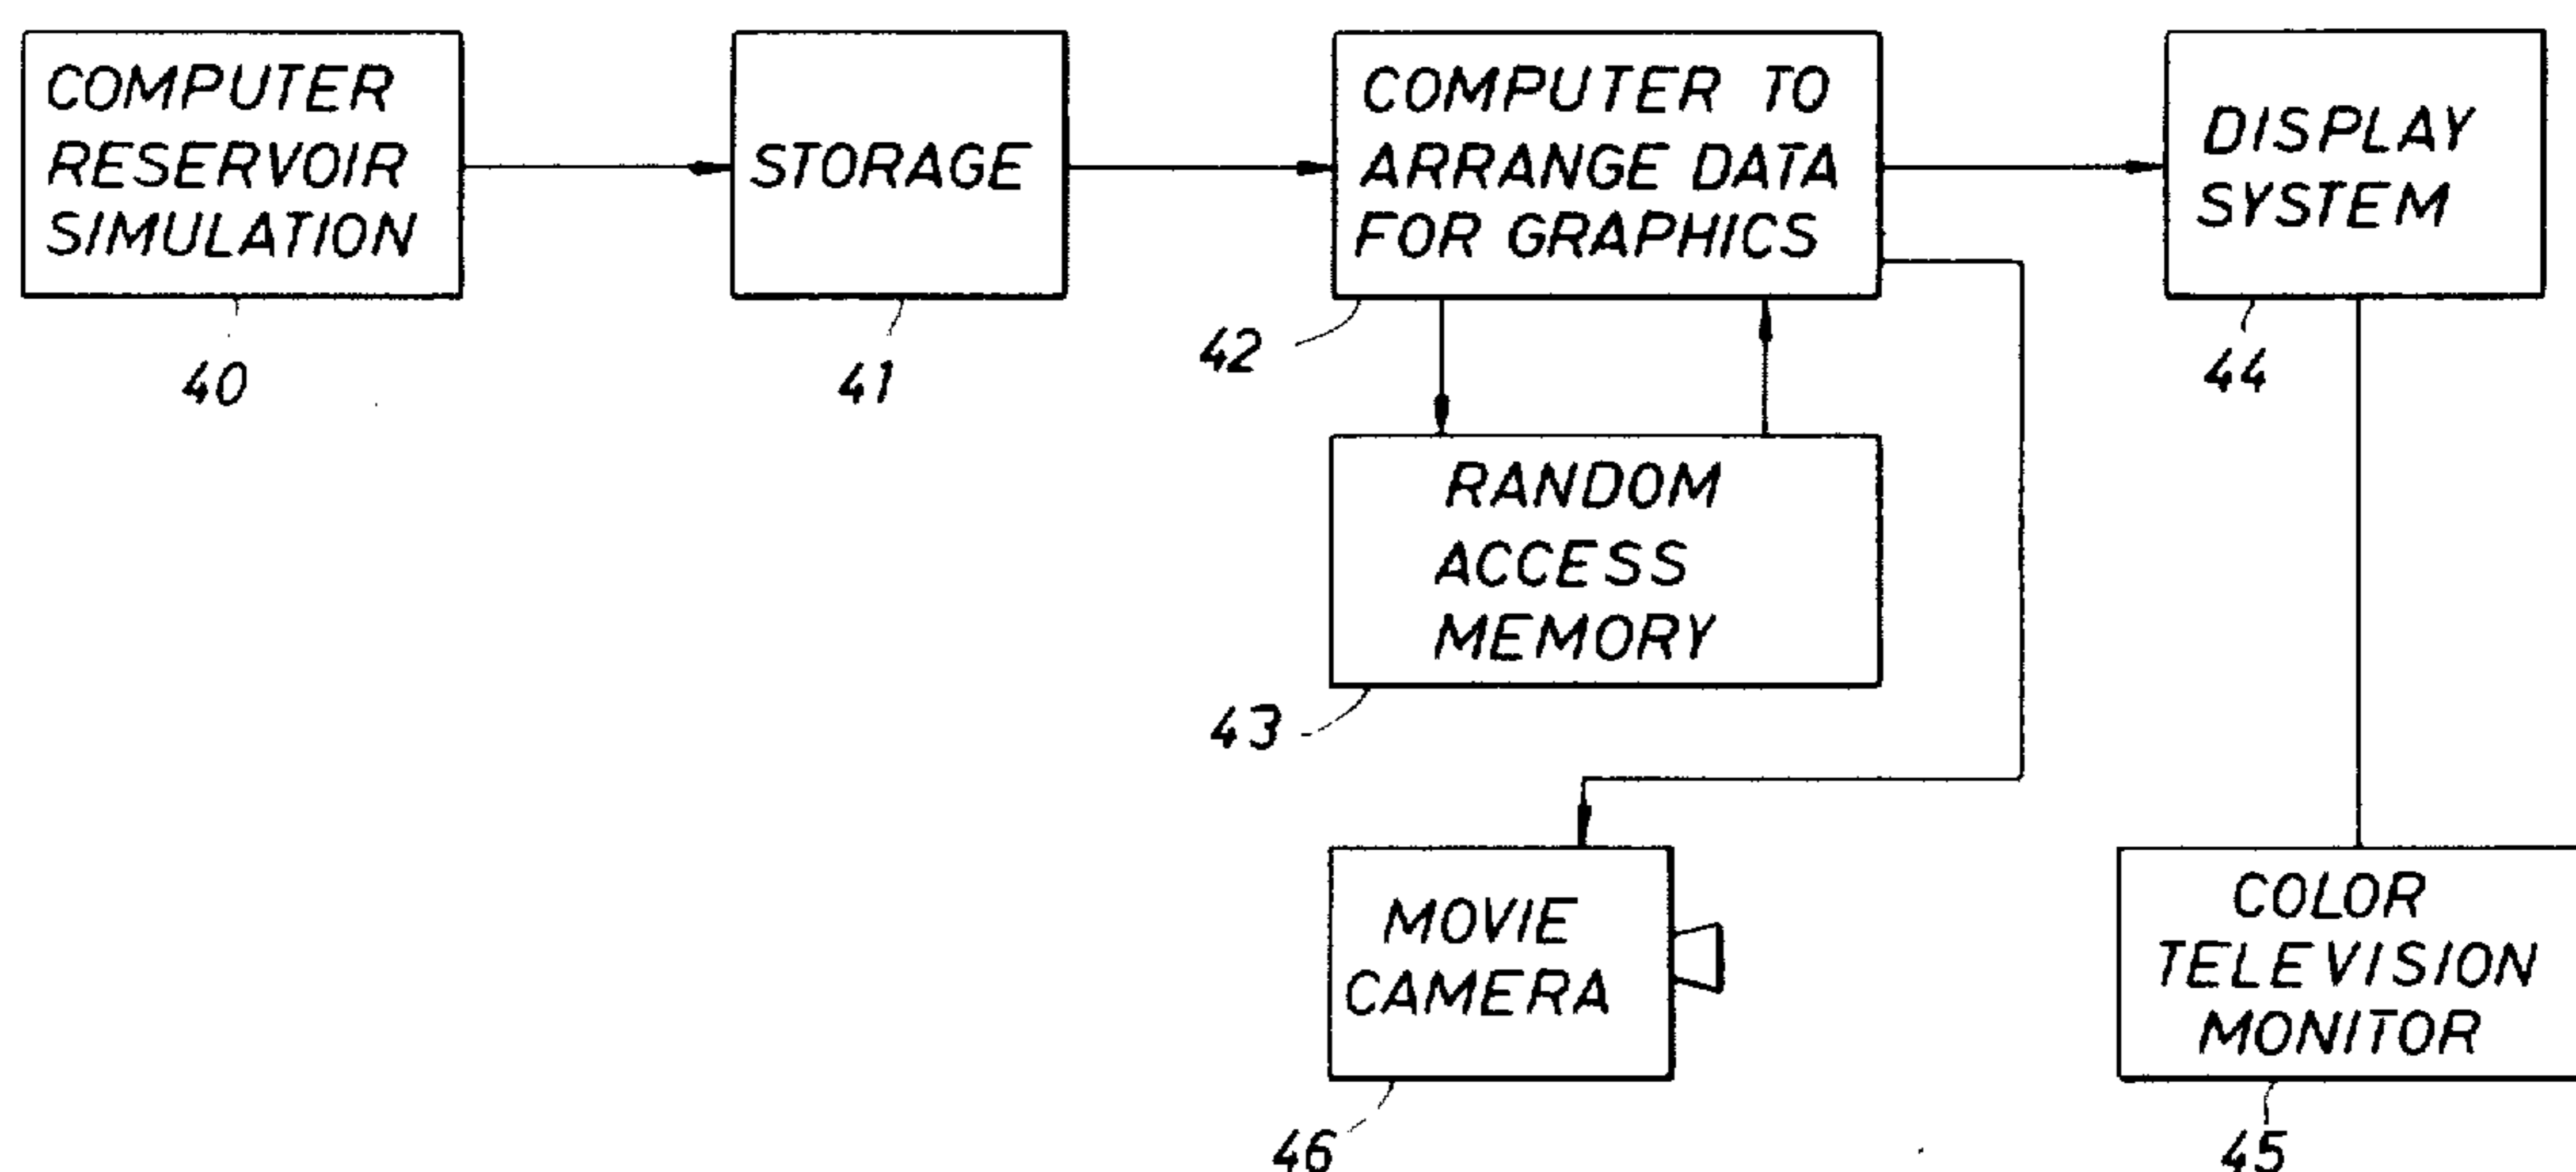 COMPUTER
RESERVOIR
SIMULATION
40
STORAGE
41
COMPUTER TO
ARRANGE DATA
FOR GRAPHICS
42
DISPLAY
SYSTEM
44
RANDOM
ACCESS
MEMORY
43
MOVIE
CAMERA
46
COLOR
TELEVISION
MONITOR
45